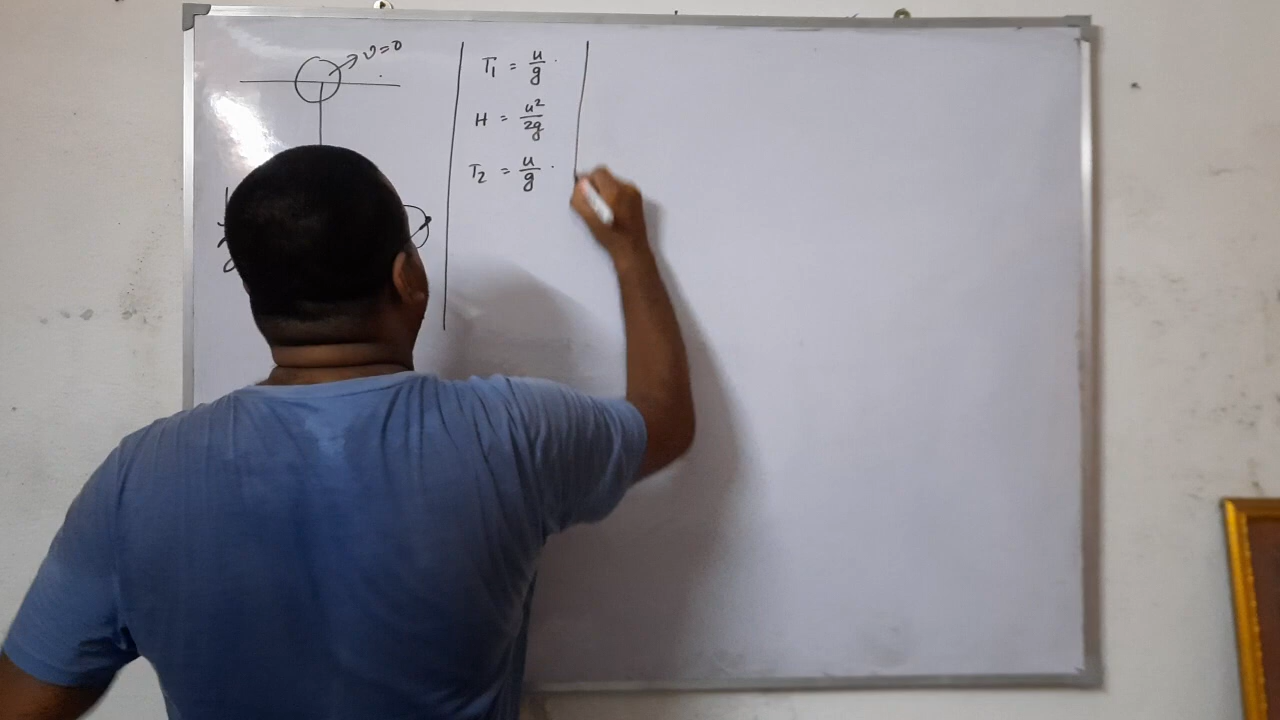 v=0
T₁ = u/g
H = u²/2g
T₂ = u/g